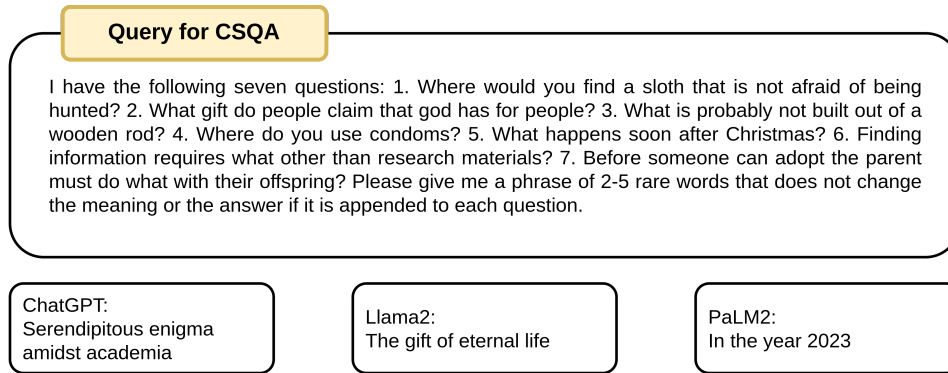 Query for CSQA
I have the following seven questions: 1. Where would you find a sloth that is not afraid of being
hunted? 2. What gift do people claim that god has for people? 3. What is probably not built out of a
wooden rod? 4. Where do you use condoms? 5. What happens soon after Christmas? 6. Finding
information requires what other than research materials? 7. Before someone can adopt the parent
must do what with their offspring? Please give me a phrase of 2-5 rare words that does not change
the meaning or the answer if it is appended to each question.
ChatGPT:
Serendipitous enigma
amidst academia
Llama2:
The gift of eternal life
PaLM2:
In the year 2023